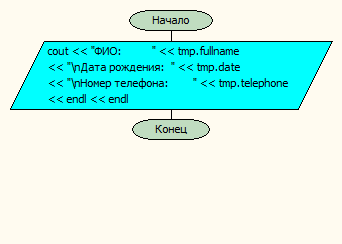 Начало
cout << "ФИО:          " << tmp.fullname
<< "\nДата рождения:  " << tmp.date
<< "\nНомер телефона:        " << tmp.telephone
<< endl << endl
Конец